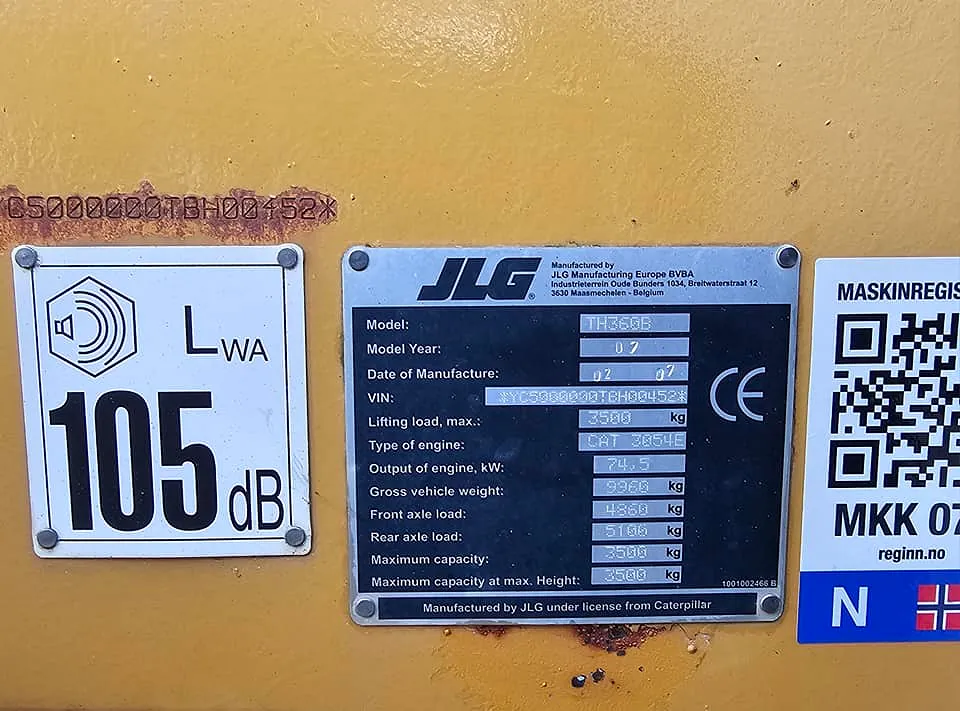 YC5000000TBH00452*
LWA
105 dB
JLG®
Manufactured by
JLG Manufacturing Europe BVBA
Industrieterrein Oude Bunders 1034, Breitwaterstraat 12
3630 Maasmechelen - Belgium
Model: TH360B
Model Year: 07
Date of Manufacture: 02 07
VIN: *YC5000000TBH00452*
Lifting load, max.: 3500 kg
Type of engine: CAT 3054E
Output of engine, kW: 74,5
Gross vehicle weight: 9960 kg
Front axle load: 4860 kg
Rear axle load: 5100 kg
Maximum capacity: 3500 kg
Maximum capacity at max. Height: 3500 kg
1001002466 B
CE
Manufactured by JLG under license from Caterpillar
MASKINREGIS
MKK 07
reginn.no
N